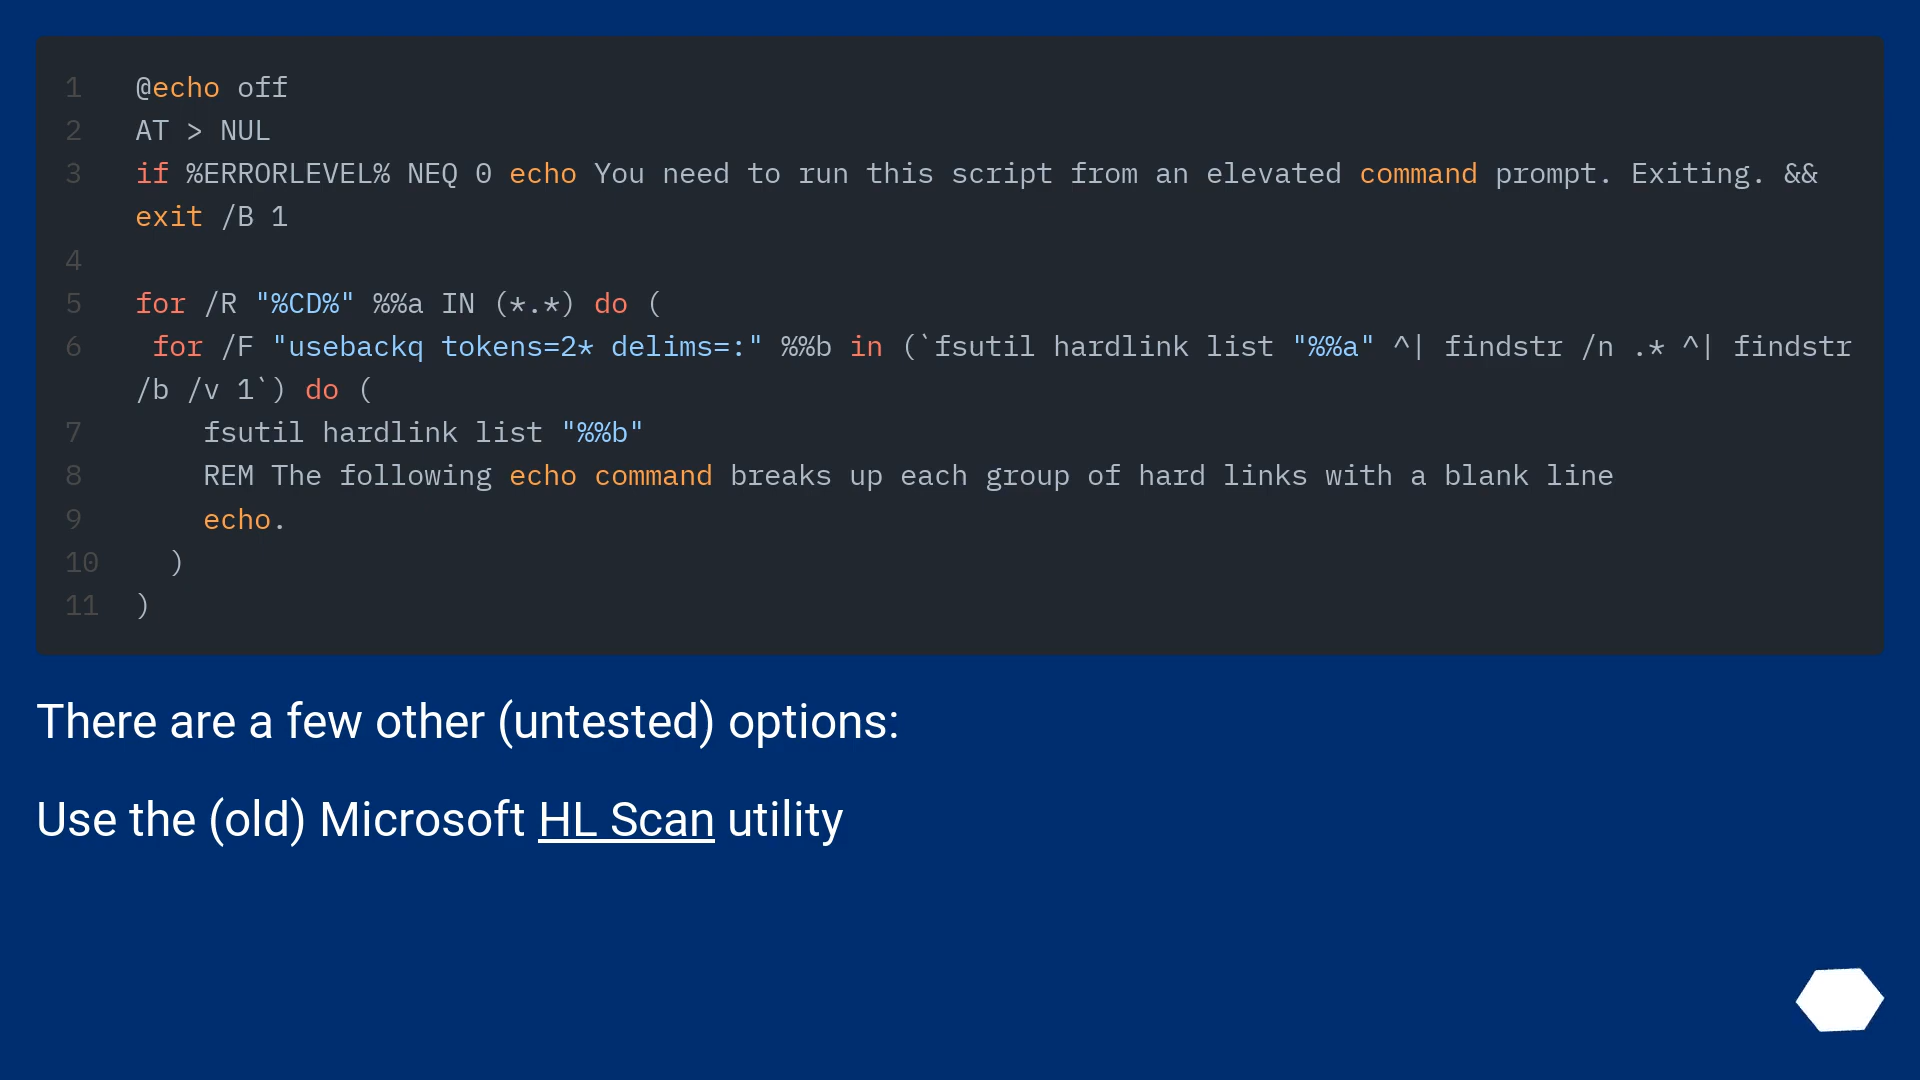 1 @echo off
2 AT > NUL
3 if %ERRORLEVEL% NEQ 0 echo You need to run this script from an elevated command prompt. Exiting. &&
exit /B 1
4
5 for /R "%CD%" %%a IN (*.*) do (
6  for /F "usebackq tokens=2* delims=:" %%b in (`fsutil hardlink list "%%a" ^| findstr /n .* ^| findstr
/b /v 1`) do (
7     fsutil hardlink list "%%b"
8     REM The following echo command breaks up each group of hard links with a blank line
9     echo.
10   )
11 )
There are a few other (untested) options:
Use the (old) Microsoft HL Scan utility